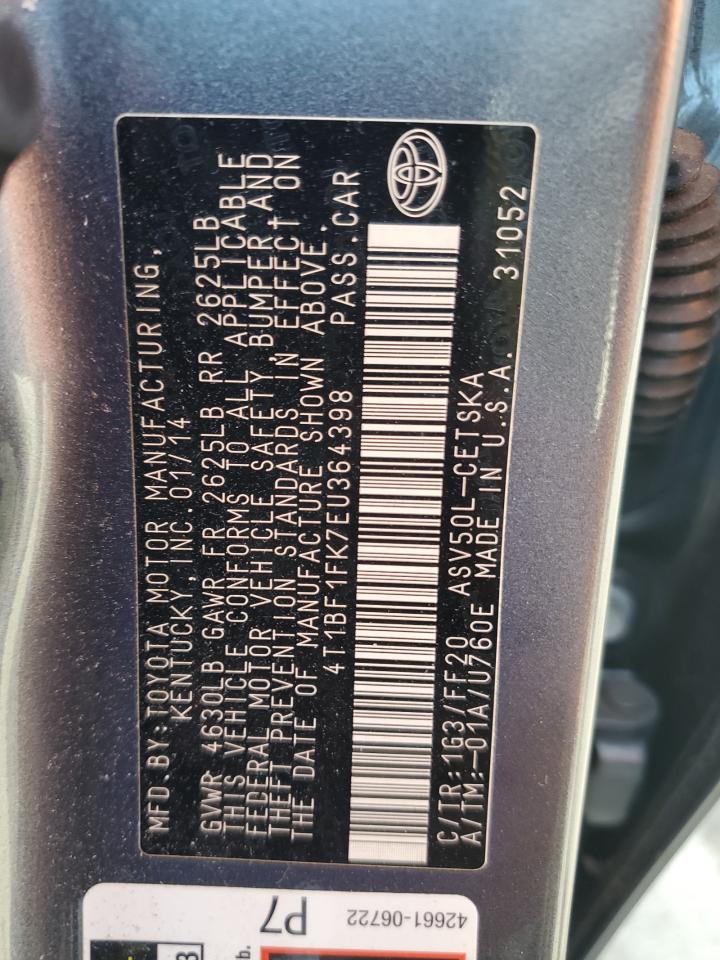 MFD.BY:TOYOTA MOTOR MANUFACTURING,
KENTUCKY,INC.01/14
GVWR 4630LB GAWR FR 2625LB RR 2625LB
THIS VEHICLE CONFORMS TO ALL APPLICABLE
FEDERAL MOTOR VEHICLE SAFETY BUMPER,AND
THEFT PREVENTION STANDARDS IN EFFECT ON
THE DATE OF MANUFACTURE SHOWN ABOVE.
4T1BF1FK7EU364398 PASS.CAR
C/TR:1G3/FF20 ASV50L-CETSKA
A/TM:-01A/U760E MADE IN U.S.A. 31052
42661-06722
P7